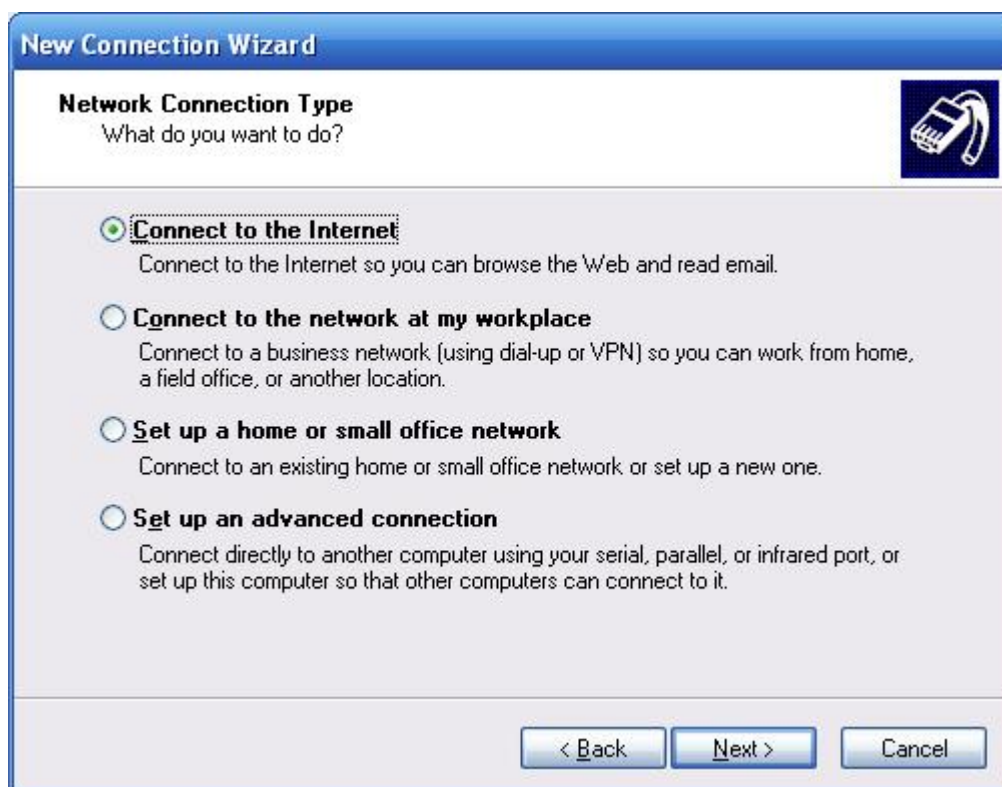 New Connection Wizard
Network Connection Type
What do you want to do?
Connect to the Internet
Connect to the Internet so you can browse the Web and read email.
Connect to the network at my workplace
Connect to a business network (using dial-up or VPN) so you can work from home,
a field office, or another location.
Set up a home or small office network
Connect to an existing home or small office network or set up a new one.
Set up an advanced connection
Connect directly to another computer using your serial, parallel, or infrared port, or
set up this computer so that other computers can connect to it.
< Back Next > Cancel